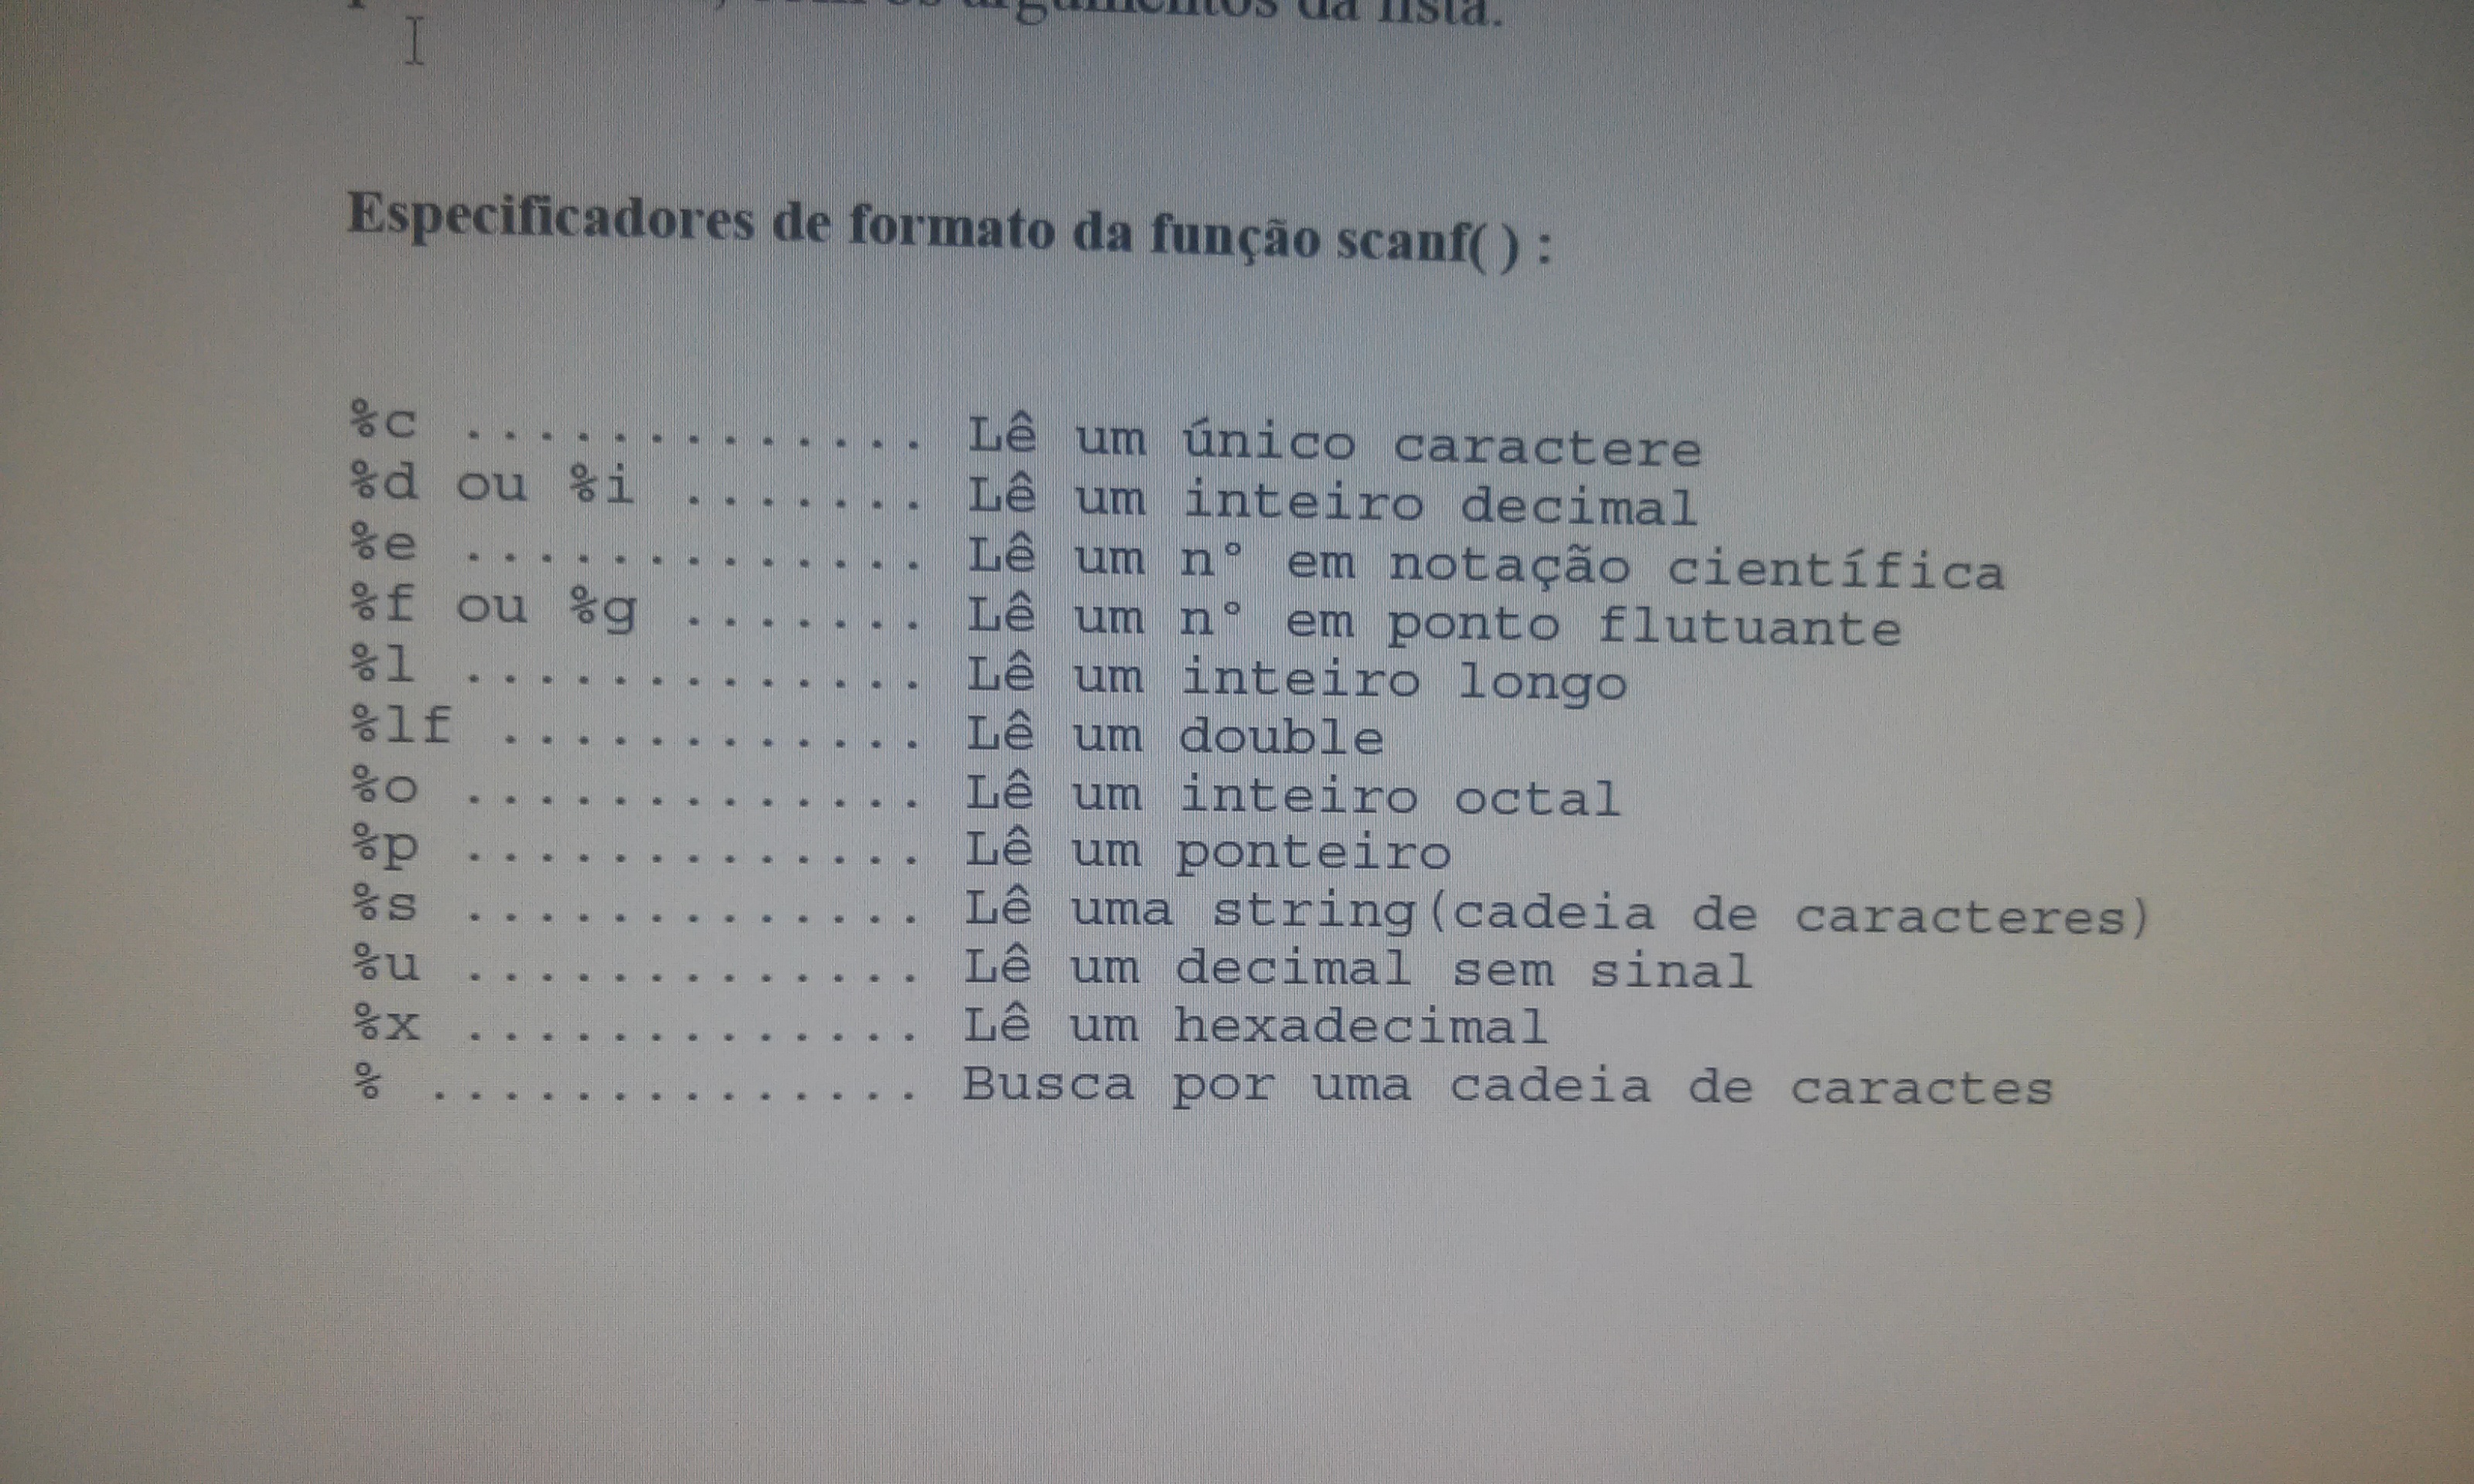 argumentos da lista.
Especificadores de formato da função scanf( ) :
%c ............. Lê um único caractere
%d ou %i ....... Lê um inteiro decimal
%e ............. Lê um n° em notação científica
%f ou %g ....... Lê um n° em ponto flutuante
%l ............. Lê um inteiro longo
%lf ............ Lê um double
%o ............. Lê um inteiro octal
%p ............. Lê um ponteiro
%s ............. Lê uma string(cadeia de caracteres)
%u ............. Lê um decimal sem sinal
%x ............. Lê um hexadecimal
% .............. Busca por uma cadeia de caractes